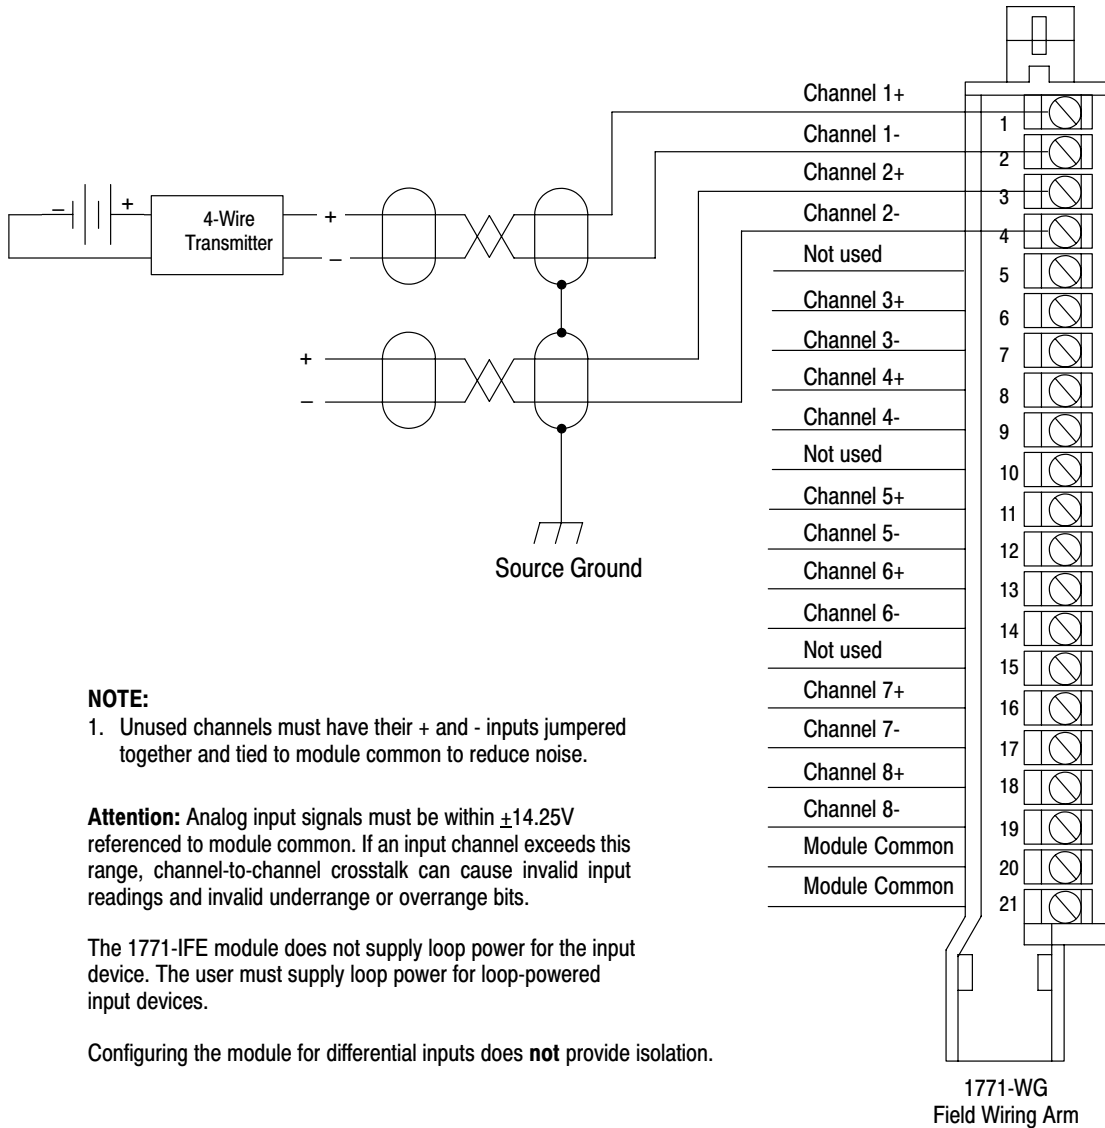 Channel 1+
1
Channel 1-
2
Channel 2+
3
Channel 2-
4
Not used
5
Channel 3+
6
Channel 3-
7
Channel 4+
8
Channel 4-
9
Not used
10
Channel 5+
11
Channel 5-
12
Channel 6+
13
Channel 6-
14
Not used
15
Channel 7+
16
Channel 7-
17
Channel 8+
18
Channel 8-
19
Module Common
20
Module Common
21
– +
4-Wire
Transmitter
+
–
+
–
Source Ground
NOTE:
1. Unused channels must have their + and - inputs jumpered
together and tied to module common to reduce noise.
Attention: Analog input signals must be within ±14.25V
referenced to module common. If an input channel exceeds this
range, channel-to-channel crosstalk can cause invalid input
readings and invalid underrange or overrange bits.
The 1771-IFE module does not supply loop power for the input
device. The user must supply loop power for loop-powered
input devices.
Configuring the module for differential inputs does not provide isolation.
1771-WG
Field Wiring Arm